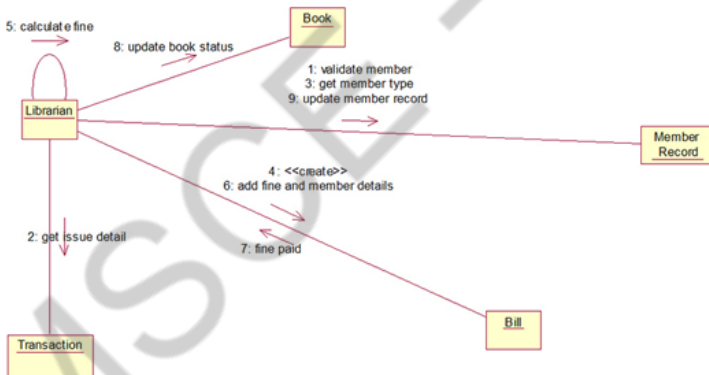 Book
5: calculate fine
8: update book status
1: validate member
3: get member type
9: update member record
Librarian
Member
Record
4: <<create>>
6: add fine and member details
2: get issue detail
7: fine paid
Bill
Transaction
MSCE